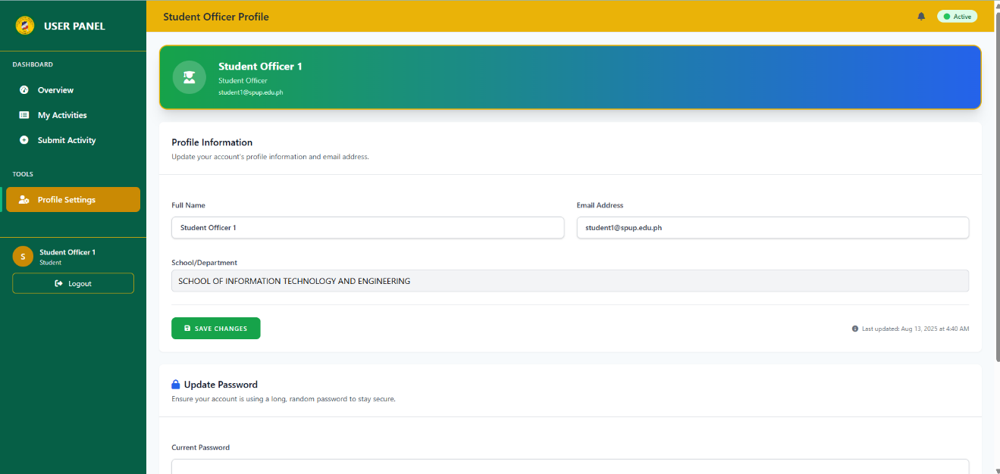 USER PANEL
DASHBOARD
Overview
My Activities
Submit Activity
TOOLS
Profile Settings
S
Student Officer 1
Student
Logout
Student Officer Profile
Active
Student Officer 1
Student Officer
student1@spup.edu.ph
Profile Information
Update your account's profile information and email address.
Full Name
Email Address
Student Officer 1
student1@spup.edu.ph
School/Department
SCHOOL OF INFORMATION TECHNOLOGY AND ENGINEERING
SAVE CHANGES
Last updated: Aug 13, 2025 at 4:40 AM
Update Password
Ensure your account is using a long, random password to stay secure.
Current Password